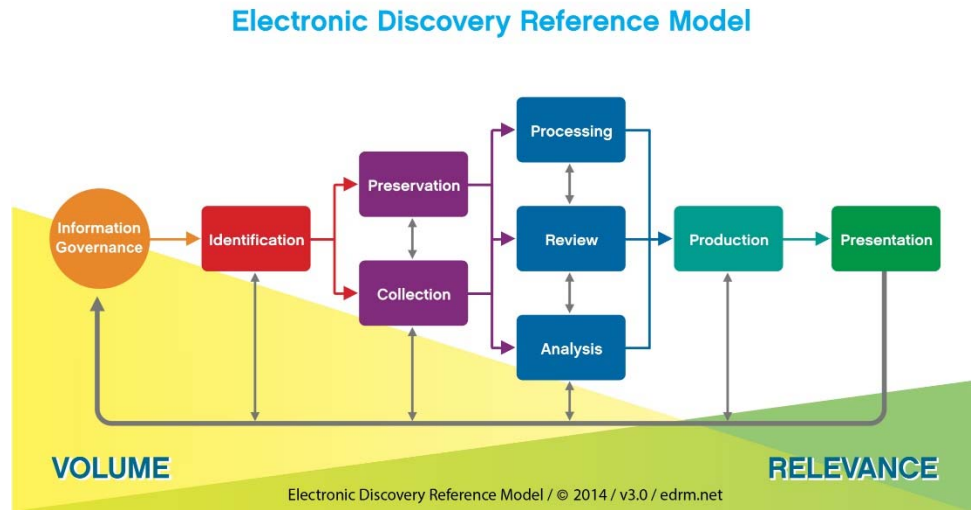 Electronic Discovery Reference Model
Processing
Preservation
Information
Governance
Identification
Review
Production
Presentation
Collection
Analysis
VOLUME
RELEVANCE
Electronic Discovery Reference Model / © 2014 / v3.0 / edrm.net